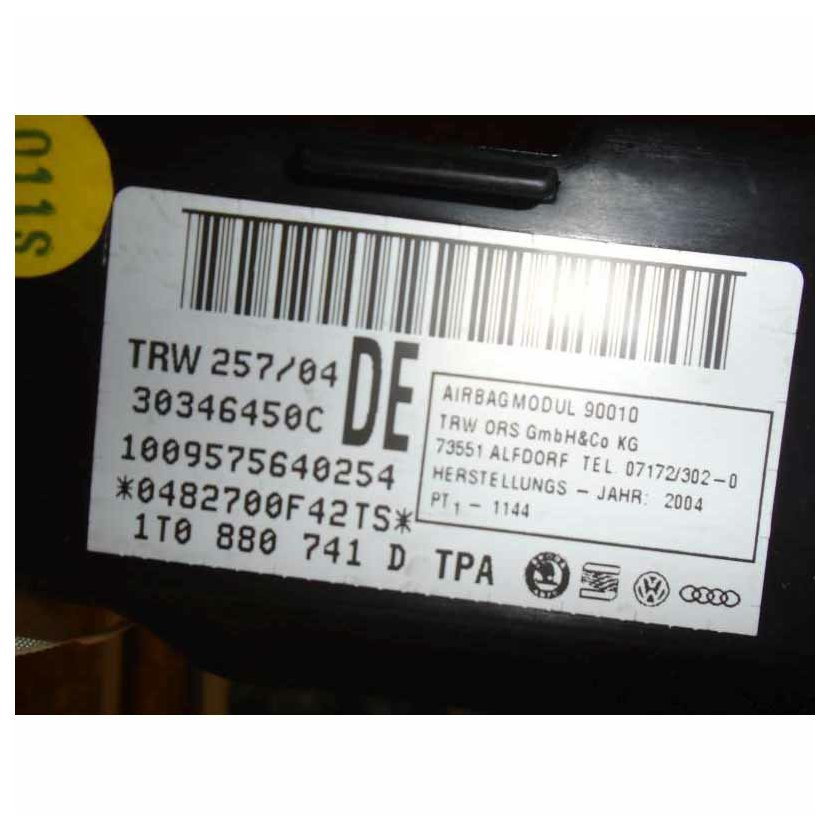 011S
TRW 257/04
30346450C
DE
1009575640254
*0482700F42TS*
1T0 880 741 D TPA
AIRBAGMODUL 90010
TRW ORS GmbH&Co KG
73551 ALFDORF TEL. 07172/302-0
HERSTELLUNGS - JAHR: 2004
PT1 - 1144